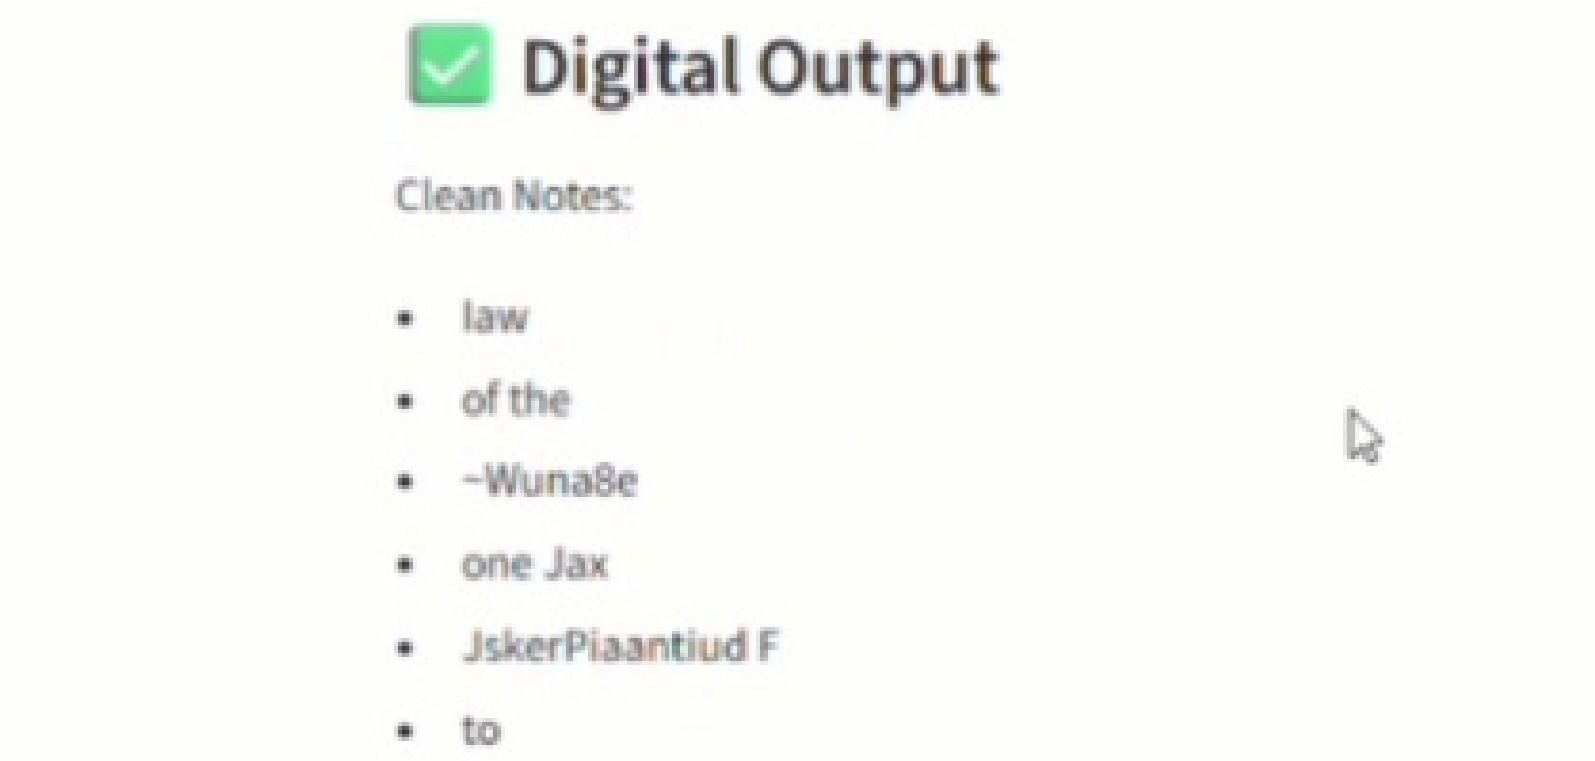 ✅ Digital Output
Clean Notes:
• law
• of the
• ~Wuna8e
• one Jax
• JskerPiaantiud F
• to